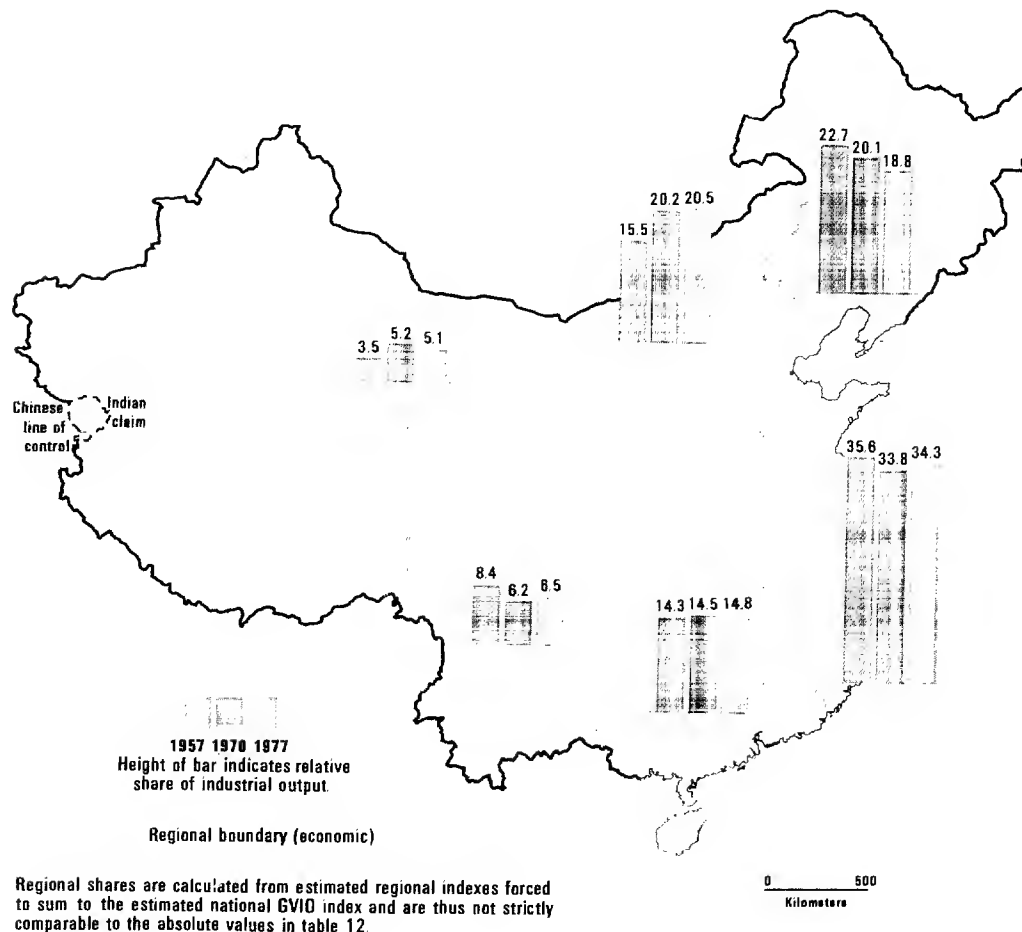 22.7
20.1
18.8
20.2 20.5
15.5
5.2
3.5 5.1
Chinese
line of
control
Indian
claim
35.6
33.8
34.3
8.4
6.2
6.5
14.3 14.5 14.8
1957 1970 1977
Height of bar indicates relative
share of industrial output.
Regional boundary (economic)
Regional shares are calculated from estimated regional indexes forced
to sum to the estimated national GVIO index and are thus not strictly
comparable to the absolute values in table 12.
0 500
Kilometers